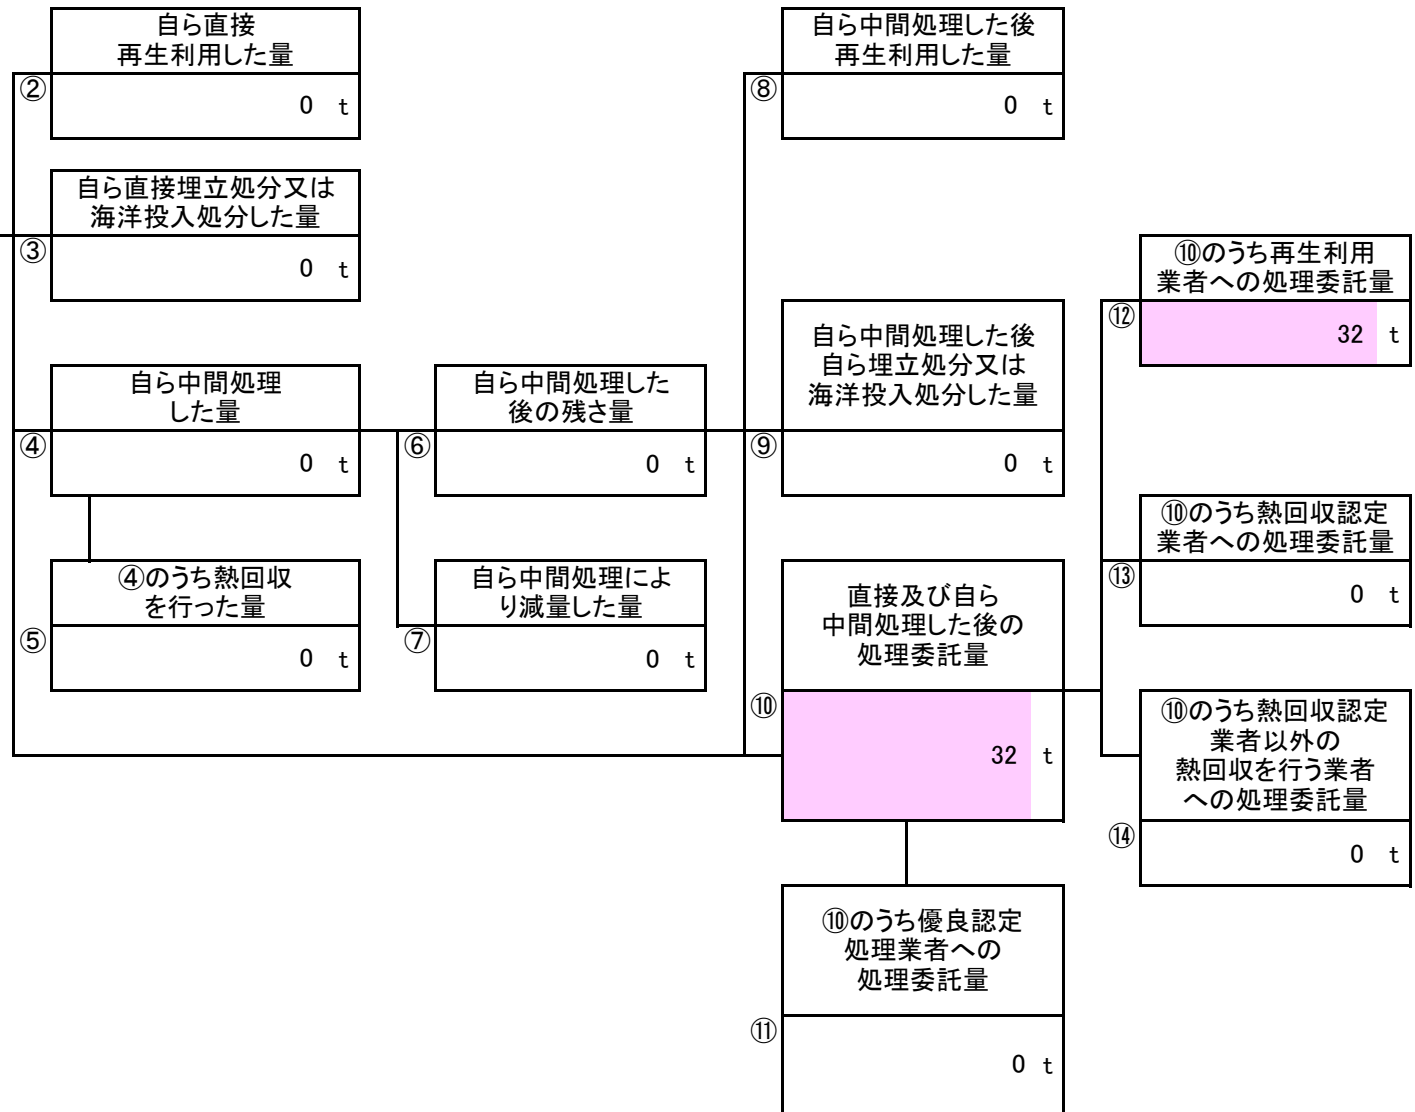 自ら直接
再生利用した量
②
0 t
自ら直接埋立処分又は
海洋投入処分した量
③
0 t
自ら中間処理
した量
④
0 t
④のうち熱回収
を行った量
⑤
0 t
自ら中間処理した
後の残さ量
⑥
0 t
自ら中間処理によ
り減量した量
⑦
0 t
自ら中間処理した後
再生利用した量
⑧
0 t
自ら中間処理した後
自ら埋立処分又は
海洋投入処分した量
⑨
0 t
直接及び自ら
中間処理した後の
処理委託量
⑩
32 t
⑩のうち優良認定
処理業者への
処理委託量
⑪
0 t
⑩のうち再生利用
業者への処理委託量
⑫
32 t
⑩のうち熱回収認定
業者への処理委託量
⑬
0 t
⑩のうち熱回収認定
業者以外の
熱回収を行う業者
への処理委託量
⑭
0 t